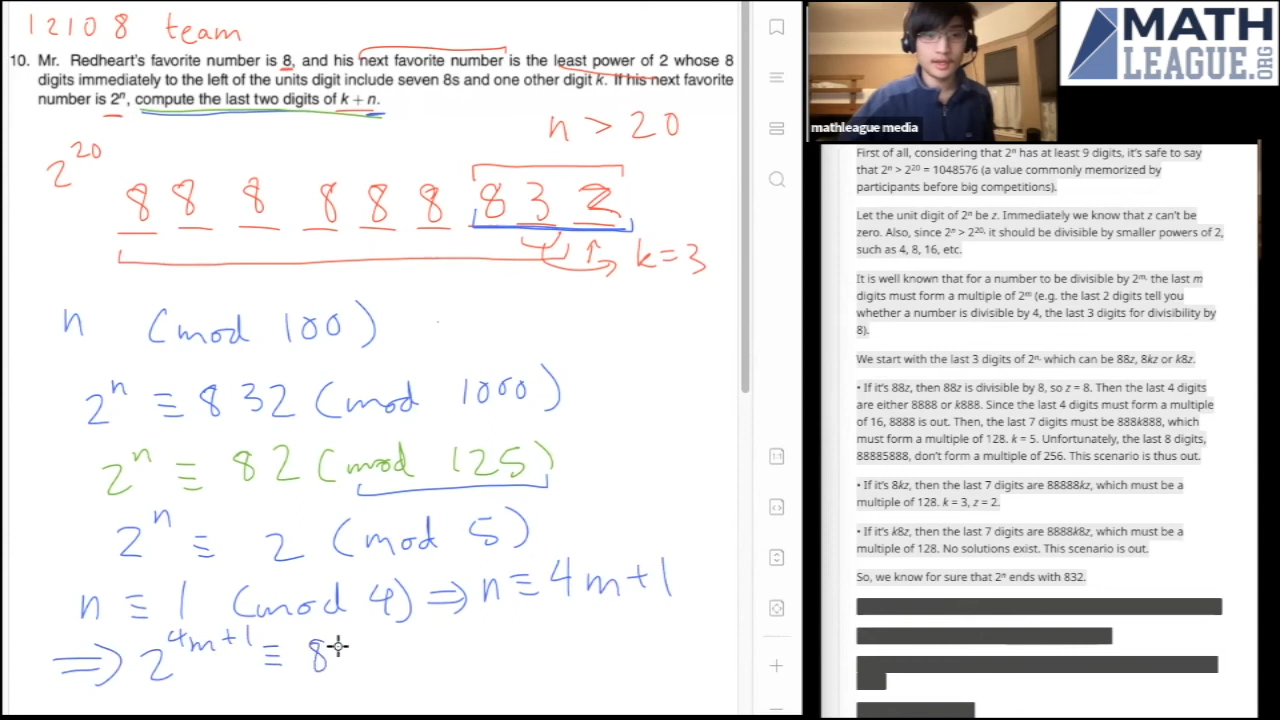 12108 team
10. Mr. Redheart's favorite number is 8, and his next favorite number is the least power of 2 whose 8
digits immediately to the left of the units digit include seven 8s and one other digit k. If his next favorite
number is 2ⁿ, compute the last two digits of k + n.
n > 20
2²⁰
8 8 8 8 8 8 8 3 2
k = 3
n (mod 100)
2ⁿ ≡ 832 (mod 1000)
2ⁿ ≡ 82 (mod 125)
2ⁿ ≡ 2 (mod 5)
n ≡ 1 (mod 4) ⇒ n = 4m+1
⇒ 2⁴ᵐ⁺¹ ≡ 8
mathleague media
MATH
LEAGUE.ORG
First of all, considering that 2ⁿ has at least 9 digits, it's safe to say
that 2ⁿ > 2²⁰ = 1048576 (a value commonly memorized by
participants before big competitions).
Let the unit digit of 2ⁿ be z. Immediately we know that z can't be
zero. Also, since 2ⁿ > 2²⁰, it should be divisible by smaller powers of 2,
such as 4, 8, 16, etc.
It is well known that for a number to be divisible by 2ᵐ, the last m
digits must form a multiple of 2ᵐ (e.g. the last 2 digits tell you
whether a number is divisible by 4, the last 3 digits for divisibility by
8).
We start with the last 3 digits of 2ⁿ, which can be 88z, 8kz or k8z.
• If it's 88z, then 88z is divisible by 8, so z = 8. Then the last 4 digits
are either 8888 or k888. Since the last 4 digits must form a multiple
of 16, 8888 is out. Then, the last 7 digits must be 888k888, which
must form a multiple of 128. k = 5. Unfortunately, the last 8 digits,
88885888, don't form a multiple of 256. This scenario is thus out.
• If it's 8kz, then the last 7 digits are 88888kz, which must be a
multiple of 128. k = 3, z = 2.
• If it's k8z, then the last 7 digits are 8888k8z, which must be a
multiple of 128. No solutions exist. This scenario is out.
So, we know for sure that 2ⁿ ends with 832.